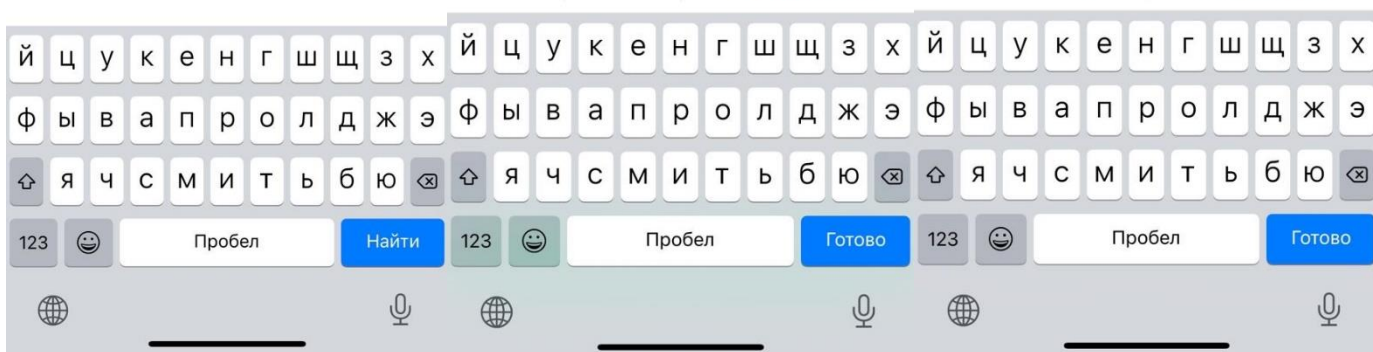 й ц у к е н г ш щ з х й ц у к е н г ш щ з х й ц у к е н г ш щ з х
ф ы в а п р о л д ж э ф ы в а п р о л д ж э ф ы в а п р о л д ж э
я ч с м и т ь б ю я ч с м и т ь б ю я ч с м и т ь б ю
123 Пробел Найти 123 Пробел Готово 123 Пробел Готово